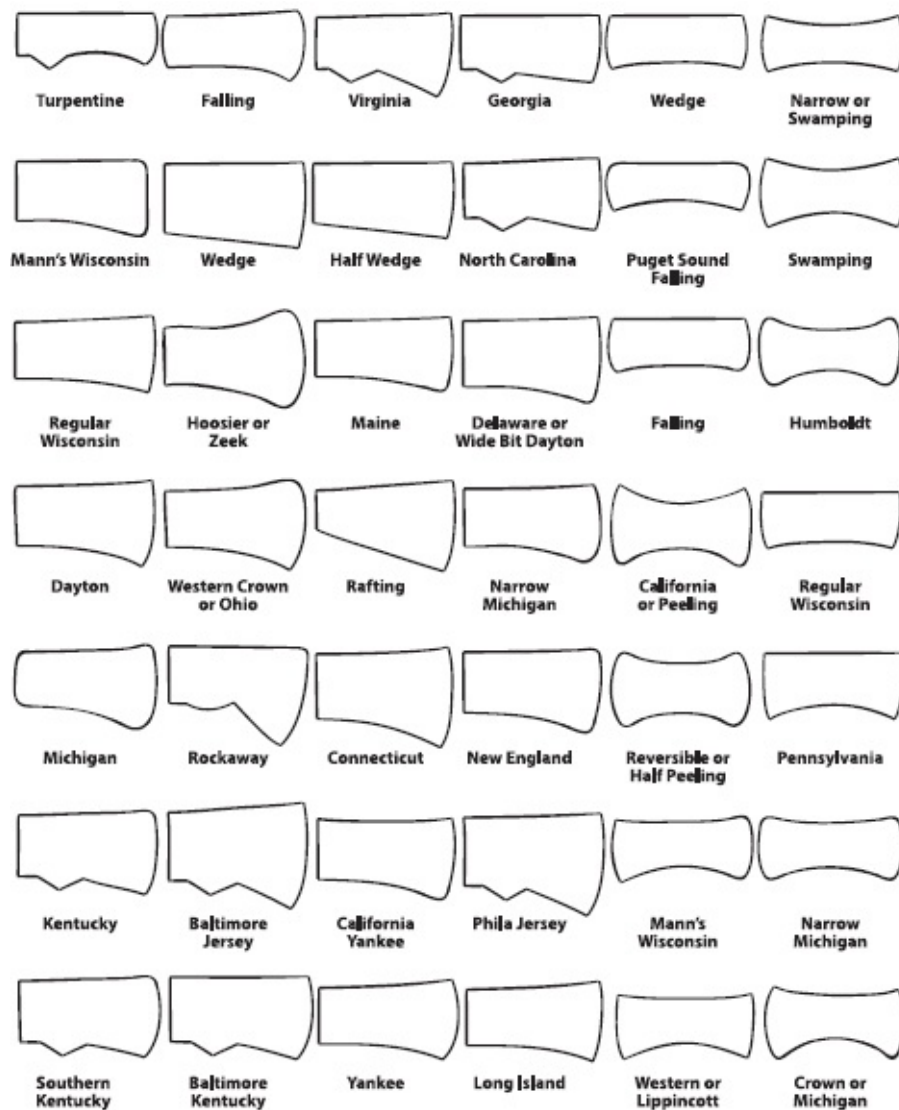 Turpentine
Falling
Virginia
Georgia
Wedge
Narrow or
Swamping
Mann's Wisconsin
Wedge
Half Wedge
North Carolina
Puget Sound
Falling
Swamping
Regular
Wisconsin
Hoosier or
Zeek
Maine
Delaware or
Wide Bit Dayton
Falling
Humboldt
Dayton
Western Crown
or Ohio
Rafting
Narrow
Michigan
California
or Peeling
Regular
Wisconsin
Michigan
Rockaway
Connecticut
New England
Reversible or
Half Peeling
Pennsylvania
Kentucky
Baltimore
Jersey
California
Yankee
Phila Jersey
Mann's
Wisconsin
Narrow
Michigan
Southern
Kentucky
Baltimore
Kentucky
Yankee
Long Island
Western or
Lippincott
Crown or
Michigan